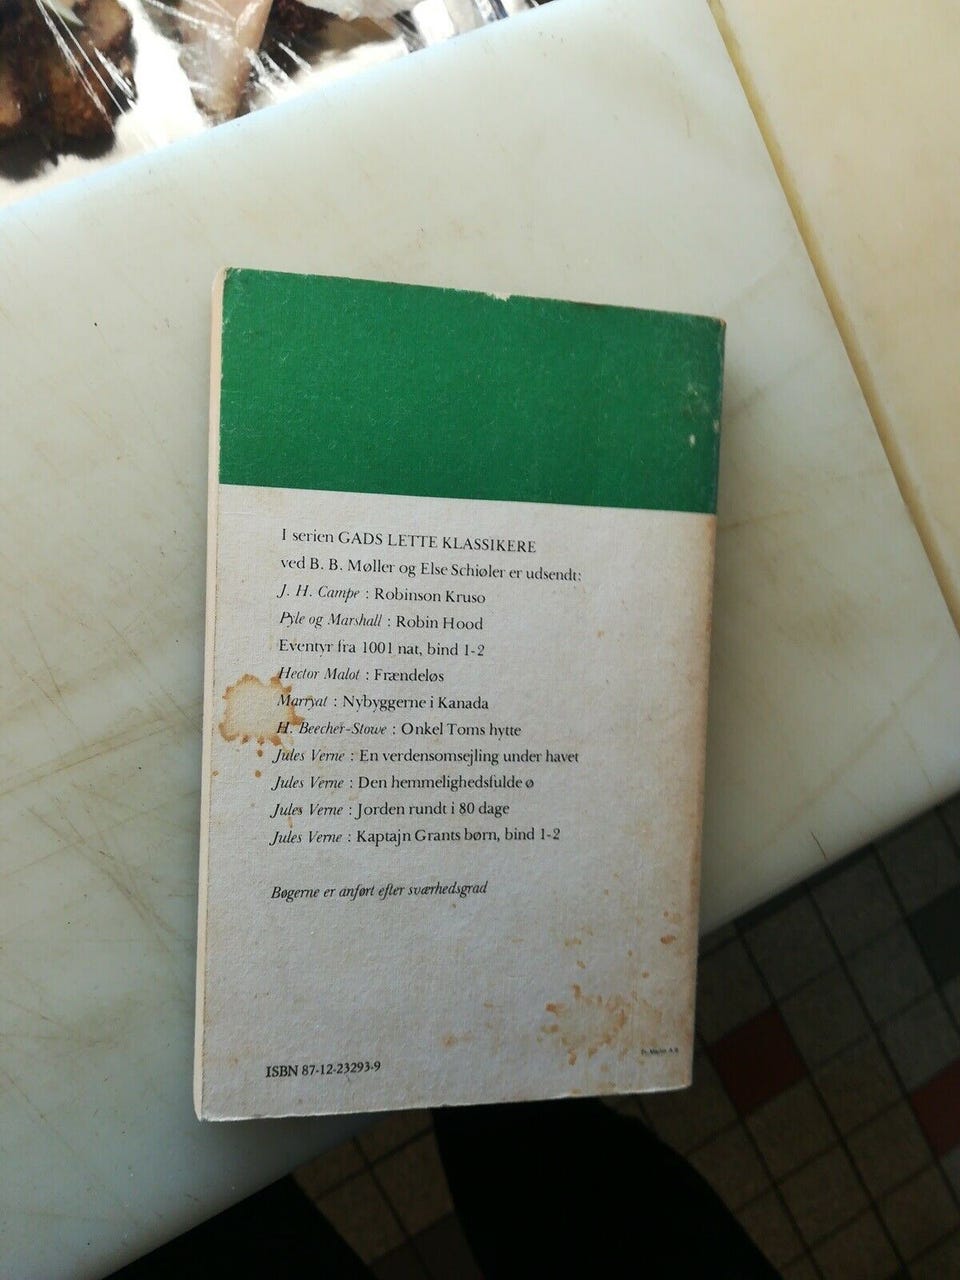 I serien GADS LETTE KLASSIKERE
ved B. B. Møller og Else Schiøler er udsendt:
J. H. Campe : Robinson Kruso
Pyle og Marshall : Robin Hood
Eventyr fra 1001 nat, bind 1-2
Hector Malot : Frændeløs
Marryat : Nybyggerne i Kanada
H. Beecher-Stowe : Onkel Toms hytte
Jules Verne : En verdensomsejling under havet
Jules Verne : Den hemmelighedsfulde ø
Jules Verne : Jorden rundt i 80 dage
Jules Verne : Kaptajn Grants børn, bind 1-2
Bøgerne er anført efter sværhedsgrad
ISBN 87-12-23293-9